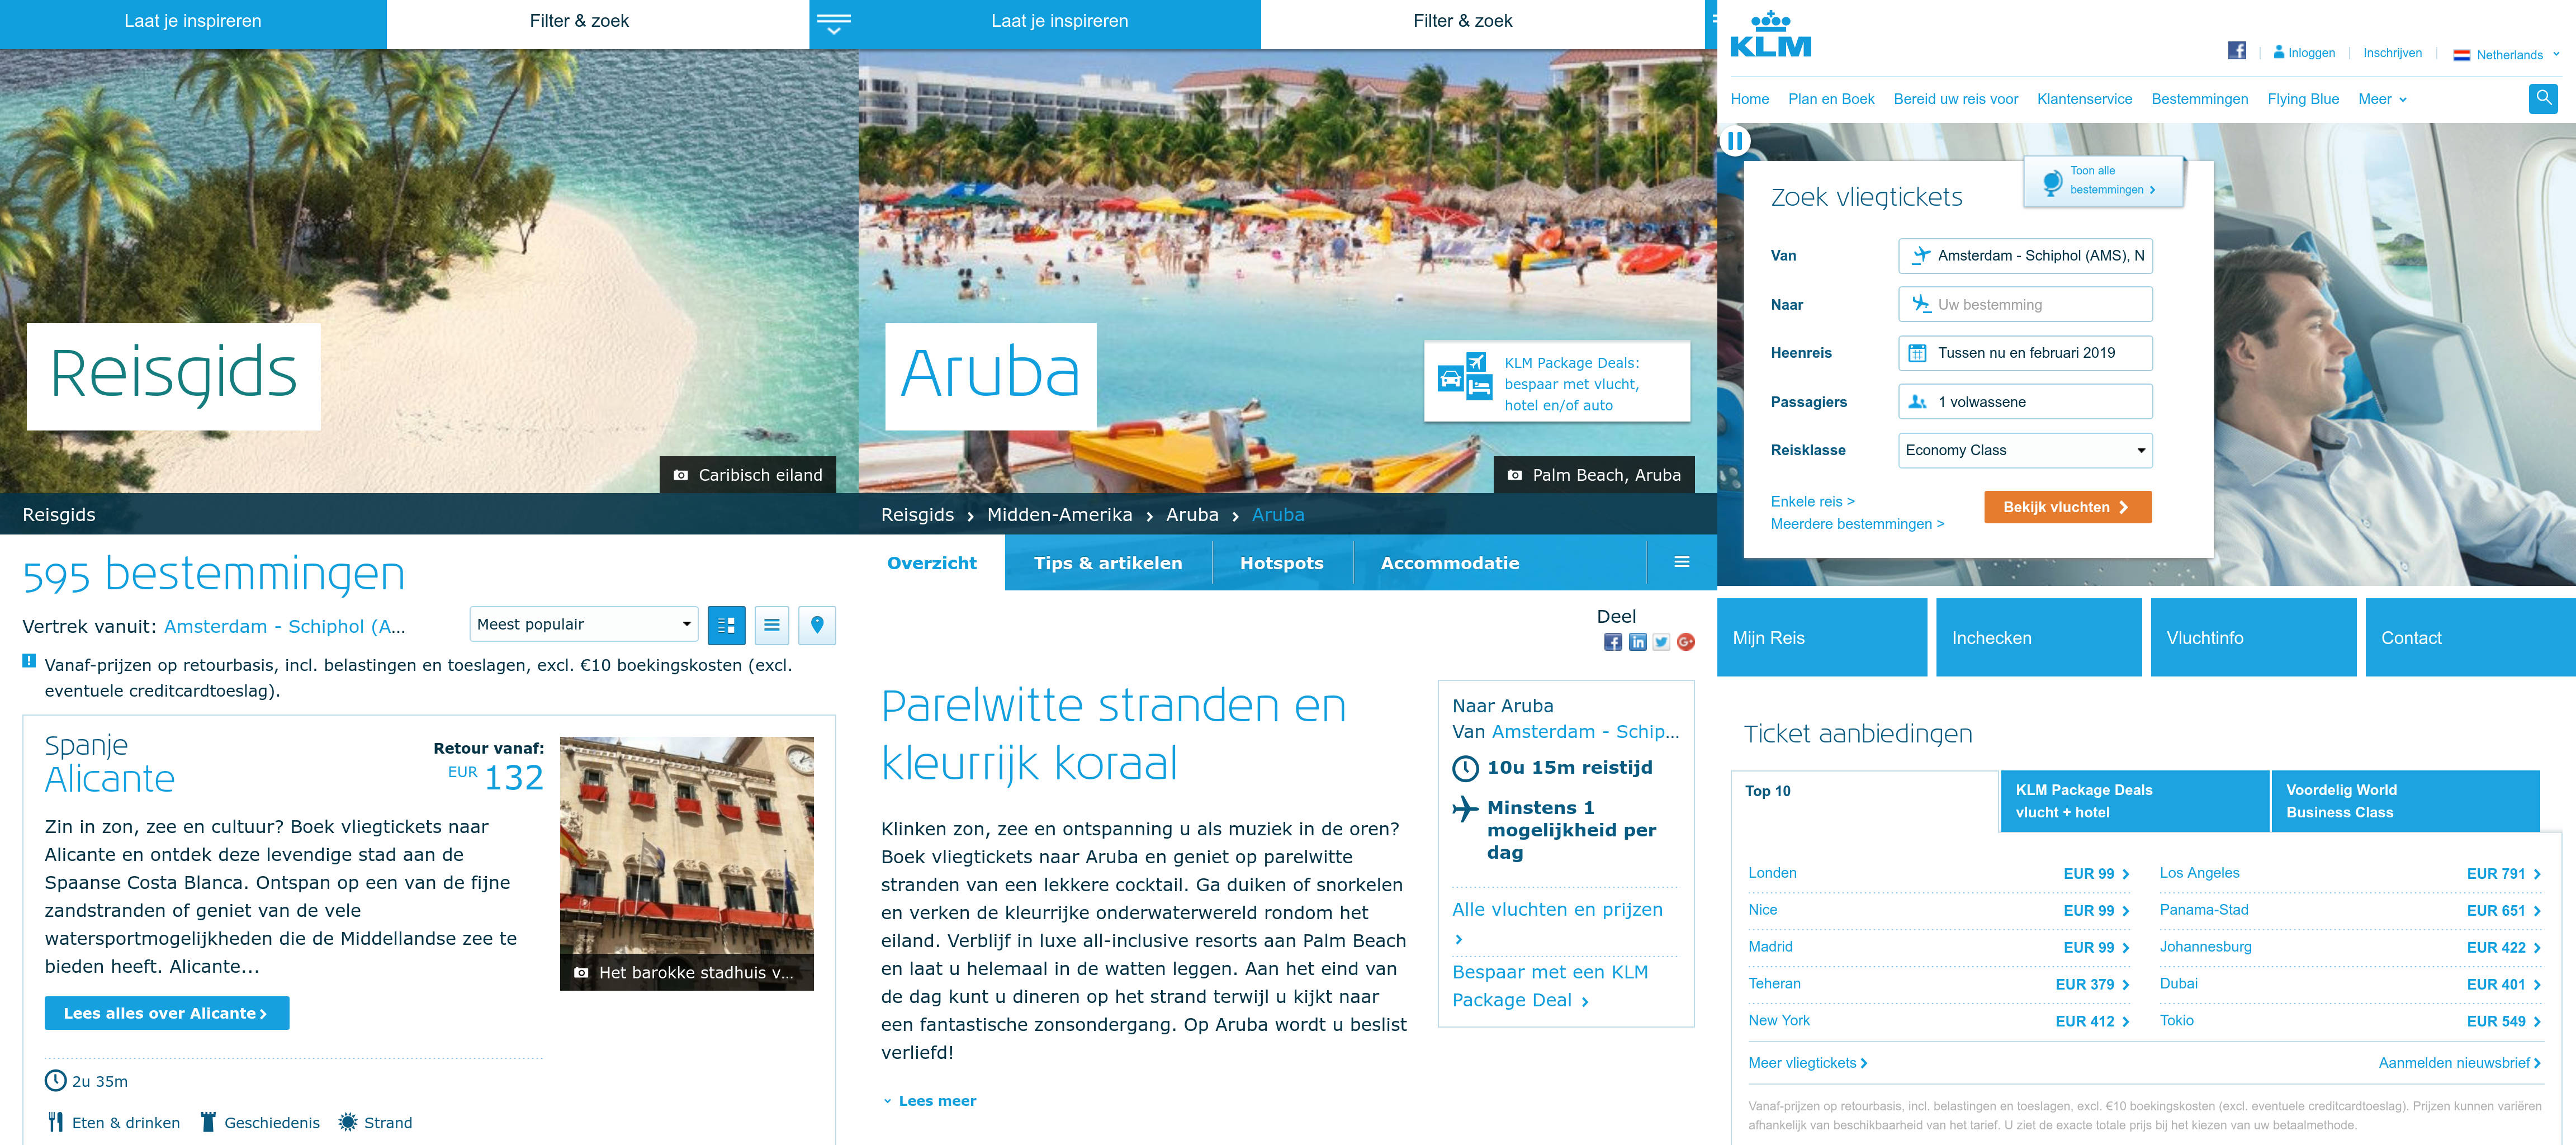 Laat je inspireren
Filter & zoek
Reisgids
Caribisch eiland
Reisgids
595 bestemmingen
Vertrek vanuit: Amsterdam - Schiphol (A...
Meest populair
Vanaf-prijzen op retourbasis, incl. belastingen en toeslagen, excl. €10 boekingskosten (excl.
eventuele creditcardtoeslag).
Spanje
Alicante
Retour vanaf:
EUR 132
Zin in zon, zee en cultuur? Boek vliegtickets naar
Alicante en ontdek deze levendige stad aan de
Spaanse Costa Blanca. Ontspan op een van de fijne
zandstranden of geniet van de vele
watersportmogelijkheden die de Middellandse zee te
bieden heeft. Alicante...
Het barokke stadhuis v...
Lees alles over Alicante
2u 35m
Eten & drinken
Geschiedenis
Strand
Laat je inspireren
Filter & zoek
Aruba
KLM Package Deals:
bespaar met vlucht,
hotel en/of auto
Palm Beach, Aruba
Reisgids > Midden-Amerika > Aruba > Aruba
Overzicht
Tips & artikelen
Hotspots
Accommodatie
Deel
Parelwitte stranden en
kleurrijk koraal
Klinken zon, zee en ontspanning u als muziek in de oren?
Boek vliegtickets naar Aruba en geniet op parelwitte
stranden van een lekkere cocktail. Ga duiken of snorkelen
en verken de kleurrijke onderwaterwereld rondom het
eiland. Verblijf in luxe all-inclusive resorts aan Palm Beach
en laat u helemaal in de watten leggen. Aan het eind van
de dag kunt u dineren op het strand terwijl u kijkt naar
een fantastische zonsondergang. Op Aruba wordt u beslist
verliefd!
Lees meer
Naar Aruba
Van Amsterdam - Schip...
10u 15m reistijd
Minstens 1
mogelijkheid per
dag
Alle vluchten en prijzen
>
Bespaar met een KLM
Package Deal >
KLM
Inloggen
Inschrijven
Netherlands
Home
Plan en Boek
Bereid uw reis voor
Klantenservice
Bestemmingen
Flying Blue
Meer
Zoek vliegtickets
Toon alle
bestemmingen >
Van
Amsterdam - Schiphol (AMS), N
Naar
Uw bestemming
Heenreis
Tussen nu en februari 2019
Passagiers
1 volwassene
Reisklasse
Economy Class
Enkele reis >
Meerdere bestemmingen >
Bekijk vluchten >
Mijn Reis
Inchecken
Vluchtinfo
Contact
Ticket aanbiedingen
Top 10
KLM Package Deals
vlucht + hotel
Voordelig World
Business Class
Londen EUR 99 >
Nice EUR 99 >
Madrid EUR 99 >
Teheran EUR 379 >
New York EUR 412 >
Los Angeles EUR 791 >
Panama-Stad EUR 651 >
Johannesburg EUR 422 >
Dubai EUR 401 >
Tokio EUR 549 >
Meer vliegtickets >
Aanmelden nieuwsbrief >
Vanaf-prijzen op retourbasis, incl. belastingen en toeslagen, excl. €10 boekingskosten (excl. eventuele creditcardtoeslag). Prijzen kunnen variëren
afhankelijk van beschikbaarheid van het tarief. U ziet de exacte totale prijs bij het kiezen van uw betaalmethode.